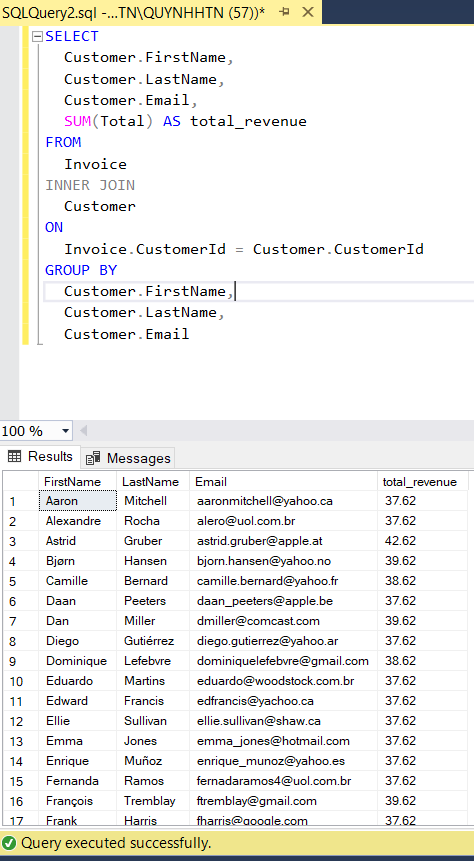 SQLQuery2.sql -...TN\QUYNHHTN (57))*
SELECT
Customer.FirstName,
Customer.LastName,
Customer.Email,
SUM(Total) AS total_revenue
FROM
Invoice
INNER JOIN
Customer
ON
Invoice.CustomerId = Customer.CustomerId
GROUP BY
Customer.FirstName,
Customer.LastName,
Customer.Email
100 %
Results Messages
FirstName LastName Email total_revenue
1 Aaron Mitchell aaronmitchell@yahoo.ca 37.62
2 Alexandre Rocha alero@uol.com.br 37.62
3 Astrid Gruber astrid.gruber@apple.at 42.62
4 Bjørn Hansen bjorn.hansen@yahoo.no 39.62
5 Camille Bernard camille.bernard@yahoo.fr 38.62
6 Daan Peeters daan_peeters@apple.be 37.62
7 Dan Miller dmiller@comcast.com 39.62
8 Diego Gutiérrez diego.gutierrez@yahoo.ar 37.62
9 Dominique Lefebvre dominiquelefebvre@gmail.com 38.62
10 Eduardo Martins eduardo@woodstock.com.br 37.62
11 Edward Francis edfrancis@yachoo.ca 37.62
12 Ellie Sullivan ellie.sullivan@shaw.ca 37.62
13 Emma Jones emma_jones@hotmail.com 37.62
14 Enrique Muñoz enrique_munoz@yahoo.es 37.62
15 Fernanda Ramos fernadaramos4@uol.com.br 37.62
16 François Tremblay ftremblay@gmail.com 39.62
17 Frank Harris fharris@google.com 37.62
Query executed successfully.